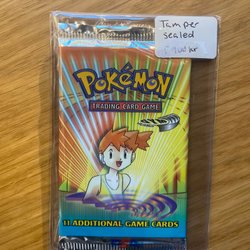 Tamper
sealed
POKéMON
TRADING CARD GAME
11 ADDITIONAL GAME CARDS